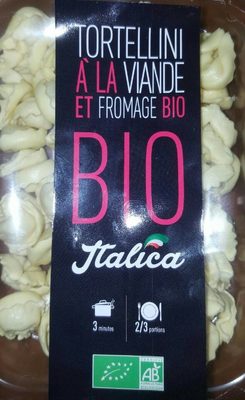 TORTELLINI
À LA VIANDE
ET FROMAGE BIO
BIO
Italica
3 minutes
2/3 portions
AB